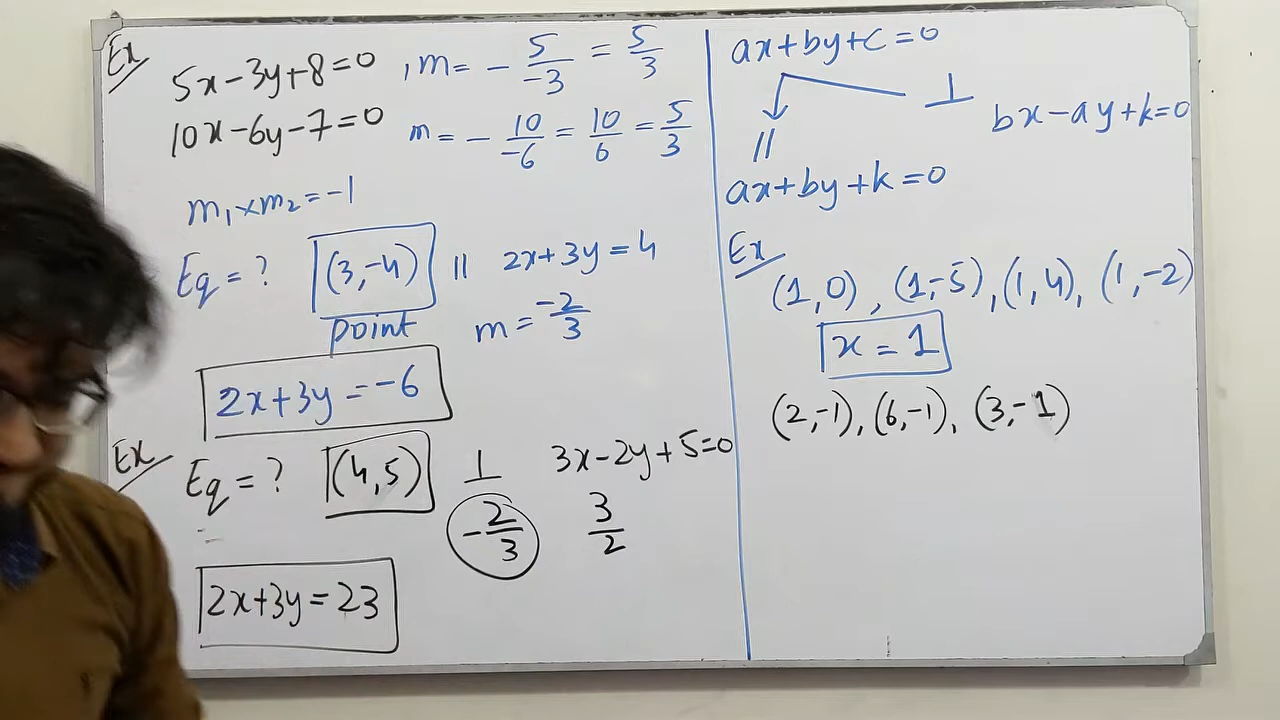 Ex
5x-3y+8=0 , m= - 5/-3 = 5/3
10x-6y-7=0 m= - 10/-6 = 10/6 = 5/3
m₁×m₂=-1
Eq = ? (3,-4) || 2x+3y=4
point m = -2/3
2x+3y=-6
Ex
Eq = ? (4,5) ⊥ 3x-2y+5=0
-2/3 3/2
2x+3y=23
ax+by+c=0
⊥ bx-ay+k=0
||
ax+by+k=0
Ex
(1,0), (1,-5), (1,4), (1,-2)
x=1
(2,-1), (6,-1), (3,-1)